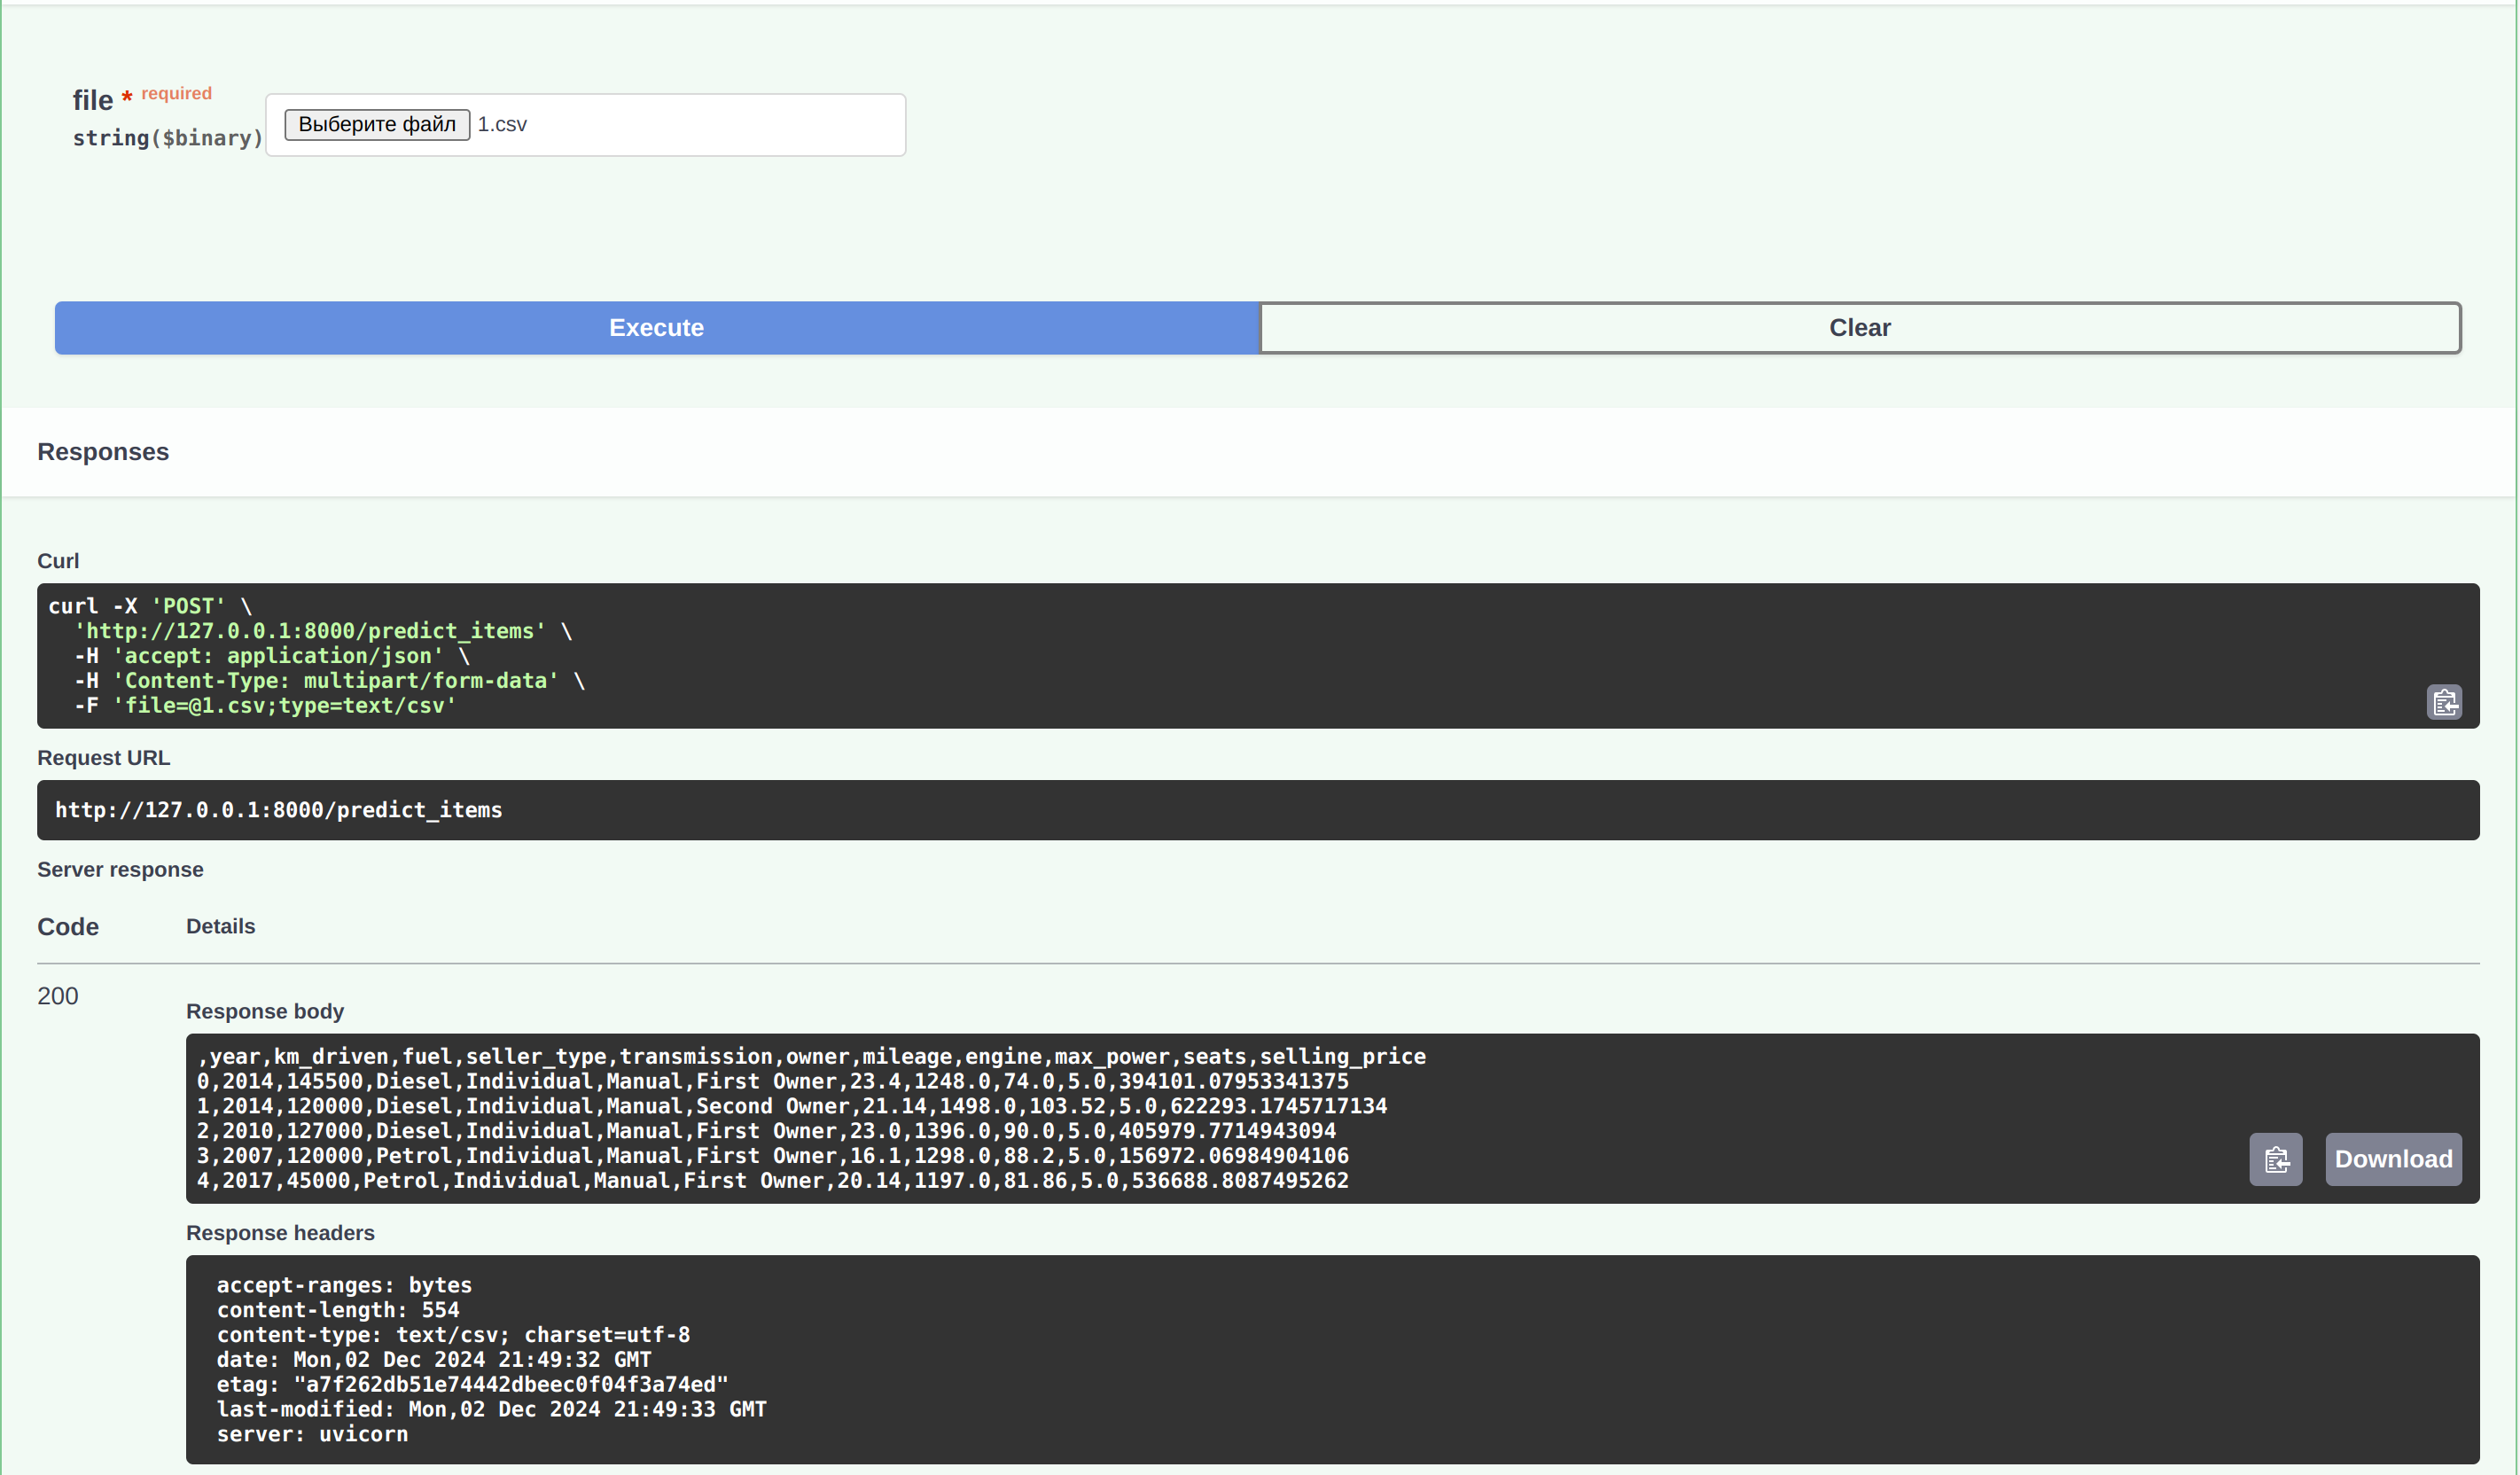 file * required
string($binary)
Выберите файл 1.csv
Execute
Clear
Responses
Curl
curl -X 'POST' \
  'http://127.0.0.1:8000/predict_items' \
  -H 'accept: application/json' \
  -H 'Content-Type: multipart/form-data' \
  -F 'file=@1.csv;type=text/csv'
Request URL
http://127.0.0.1:8000/predict_items
Server response
Code Details
200
Response body
,year,km_driven,fuel,seller_type,transmission,owner,mileage,engine,max_power,seats,selling_price
0,2014,145500,Diesel,Individual,Manual,First Owner,23.4,1248.0,74.0,5.0,394101.07953341375
1,2014,120000,Diesel,Individual,Manual,Second Owner,21.14,1498.0,103.52,5.0,622293.1745717134
2,2010,127000,Diesel,Individual,Manual,First Owner,23.0,1396.0,90.0,5.0,405979.7714943094
3,2007,120000,Petrol,Individual,Manual,First Owner,16.1,1298.0,88.2,5.0,156972.06984904106
4,2017,45000,Petrol,Individual,Manual,First Owner,20.14,1197.0,81.86,5.0,536688.8087495262
Download
Response headers
accept-ranges: bytes
content-length: 554
content-type: text/csv; charset=utf-8
date: Mon,02 Dec 2024 21:49:32 GMT
etag: "a7f262db51e74442dbeec0f04f3a74ed"
last-modified: Mon,02 Dec 2024 21:49:33 GMT
server: uvicorn